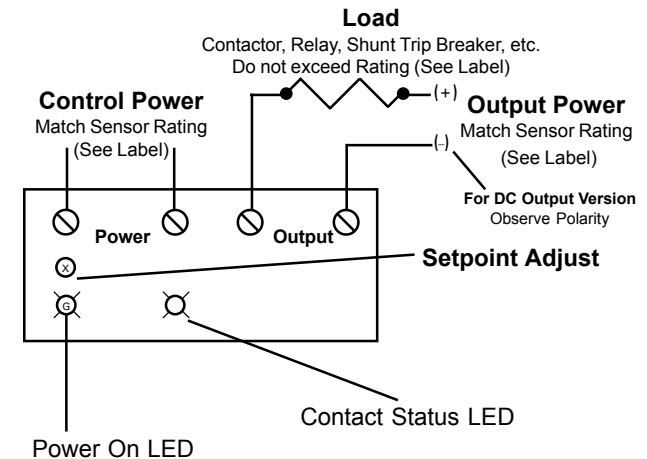 Load
Contactor, Relay, Shunt Trip Breaker, etc.
Do not exceed Rating (See Label)
Control Power
Match Sensor Rating
(See Label)
(+)
Output Power
Match Sensor Rating
(See Label)
(–)
For DC Output Version
Observe Polarity
Power
Output
X
Setpoint Adjust
G
Contact Status LED
Power On LED